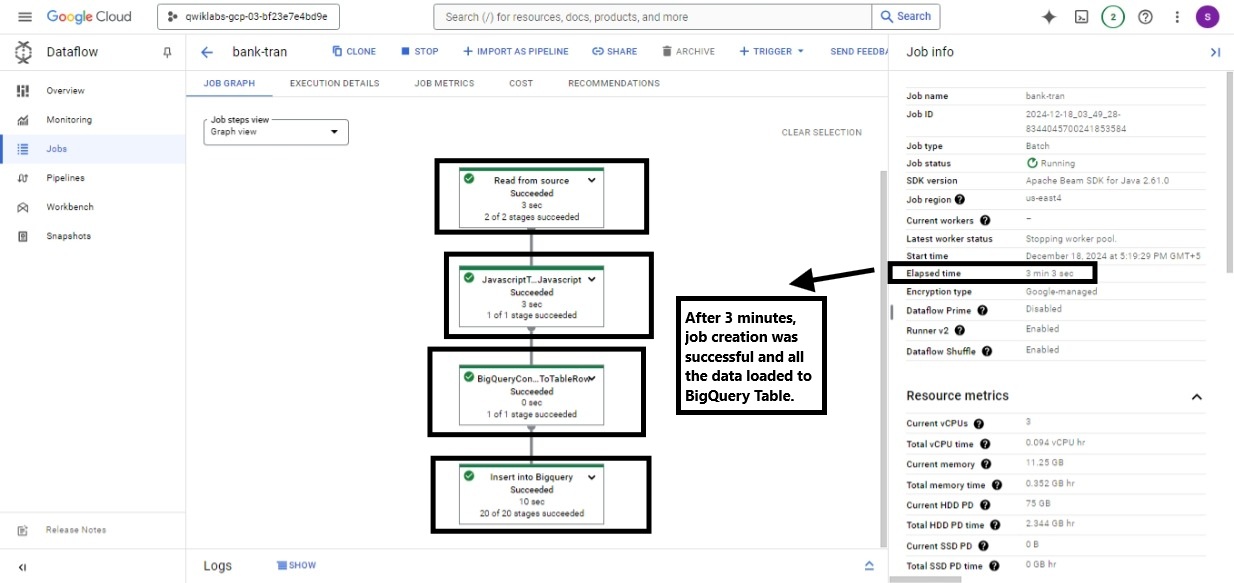 Google Cloud
qwiklabs-gcp-03-bf23e7e4bd9e
Search (/) for resources, docs, products, and more
Search
2
S
Dataflow
Overview
Monitoring
Jobs
Pipelines
Workbench
Snapshots
Release Notes
bank-tran
CLONE
STOP
IMPORT AS PIPELINE
SHARE
ARCHIVE
TRIGGER
SEND FEEDBA
JOB GRAPH
EXECUTION DETAILS
JOB METRICS
COST
RECOMMENDATIONS
Job steps view
Graph view
CLEAR SELECTION
Read from source
Succeeded
3 sec
2 of 2 stages succeeded
JavascriptT...Javascript
Succeeded
3 sec
1 of 1 stage succeeded
BigQueryCon...ToTableRow
Succeeded
0 sec
1 of 1 stage succeeded
Insert into Bigquery
Succeeded
10 sec
20 of 20 stages succeeded
After 3 minutes,
job creation was
successful and all
the data loaded to
BigQuery Table.
Logs
SHOW
Job info
Job name bank-tran
Job ID 2024-12-18_03_49_28-
8344045700241853584
Job type Batch
Job status Running
SDK version Apache Beam SDK for Java 2.61.0
Job region us-east4
Current workers –
Latest worker status Stopping worker pool.
Start time December 18, 2024 at 5:19:29 PM GMT+5
Elapsed time 3 min 3 sec
Encryption type Google-managed
Dataflow Prime Disabled
Runner v2 Enabled
Dataflow Shuffle Enabled
Resource metrics
Current vCPUs 3
Total vCPU time 0.094 vCPU hr
Current memory 11.25 GB
Total memory time 0.352 GB hr
Current HDD PD 75 GB
Total HDD PD time 2.344 GB hr
Current SSD PD 0 B
Total SSD PD time 0 GB hr